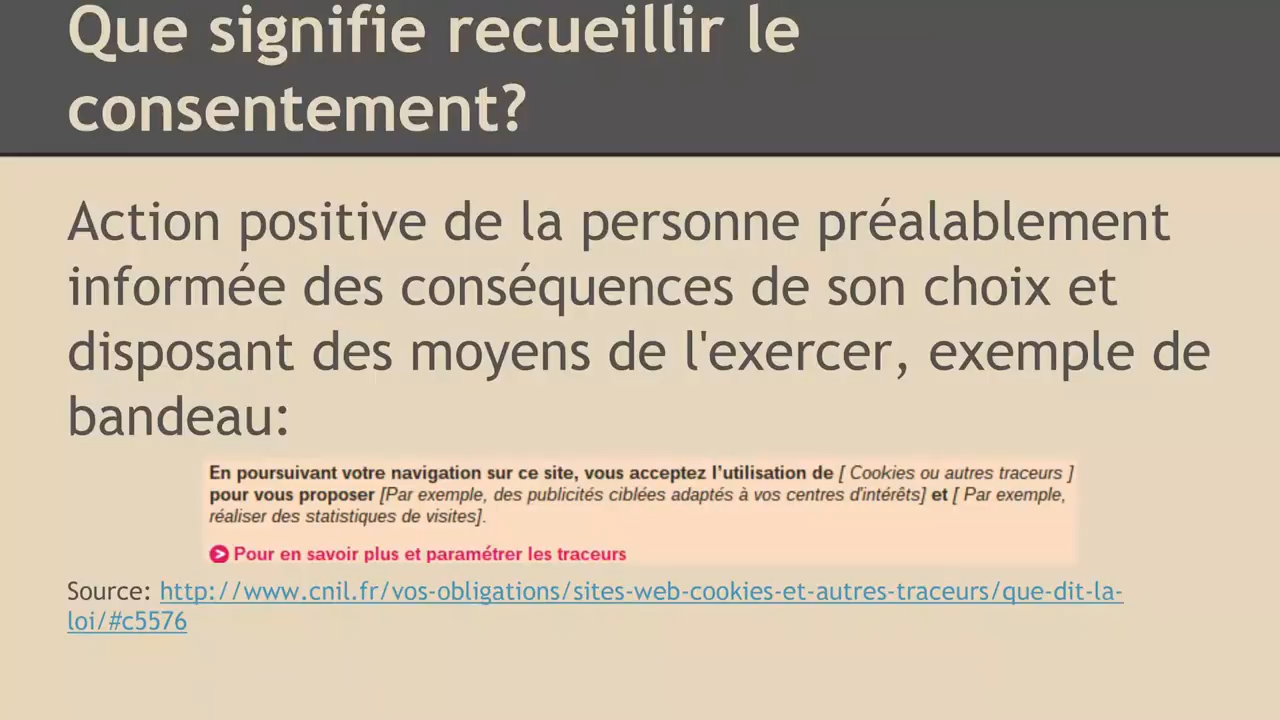 Que signifie recueillir le
consentement?
Action positive de la personne préalablement
informée des conséquences de son choix et
disposant des moyens de l'exercer, exemple de
bandeau:
En poursuivant votre navigation sur ce site, vous acceptez l’utilisation de [ Cookies ou autres traceurs ]
pour vous proposer [Par exemple, des publicités ciblées adaptés à vos centres d’intérêts] et [ Par exemple,
réaliser des statistiques de visites].
Pour en savoir plus et paramétrer les traceurs
Source: http://www.cnil.fr/vos-obligations/sites-web-cookies-et-autres-traceurs/que-dit-la-
loi/#c5576